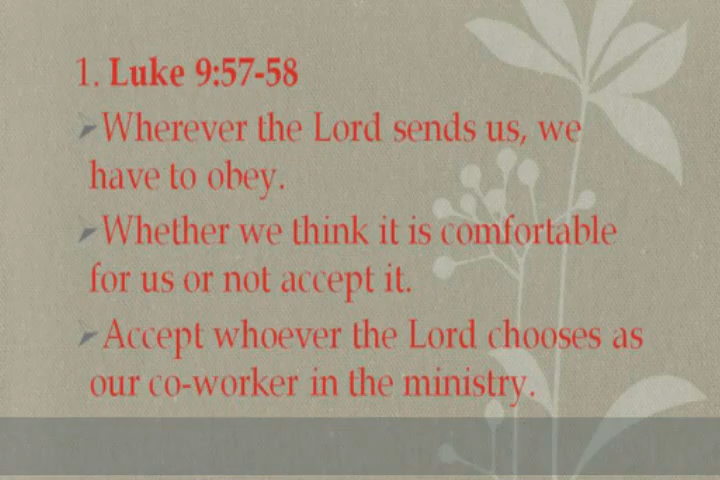 1. Luke 9:57-58
➢Wherever the Lord sends us, we
have to obey.
➢Whether we think it is comfortable
for us or not accept it.
➢Accept whoever the Lord chooses as
our co-worker in the ministry.